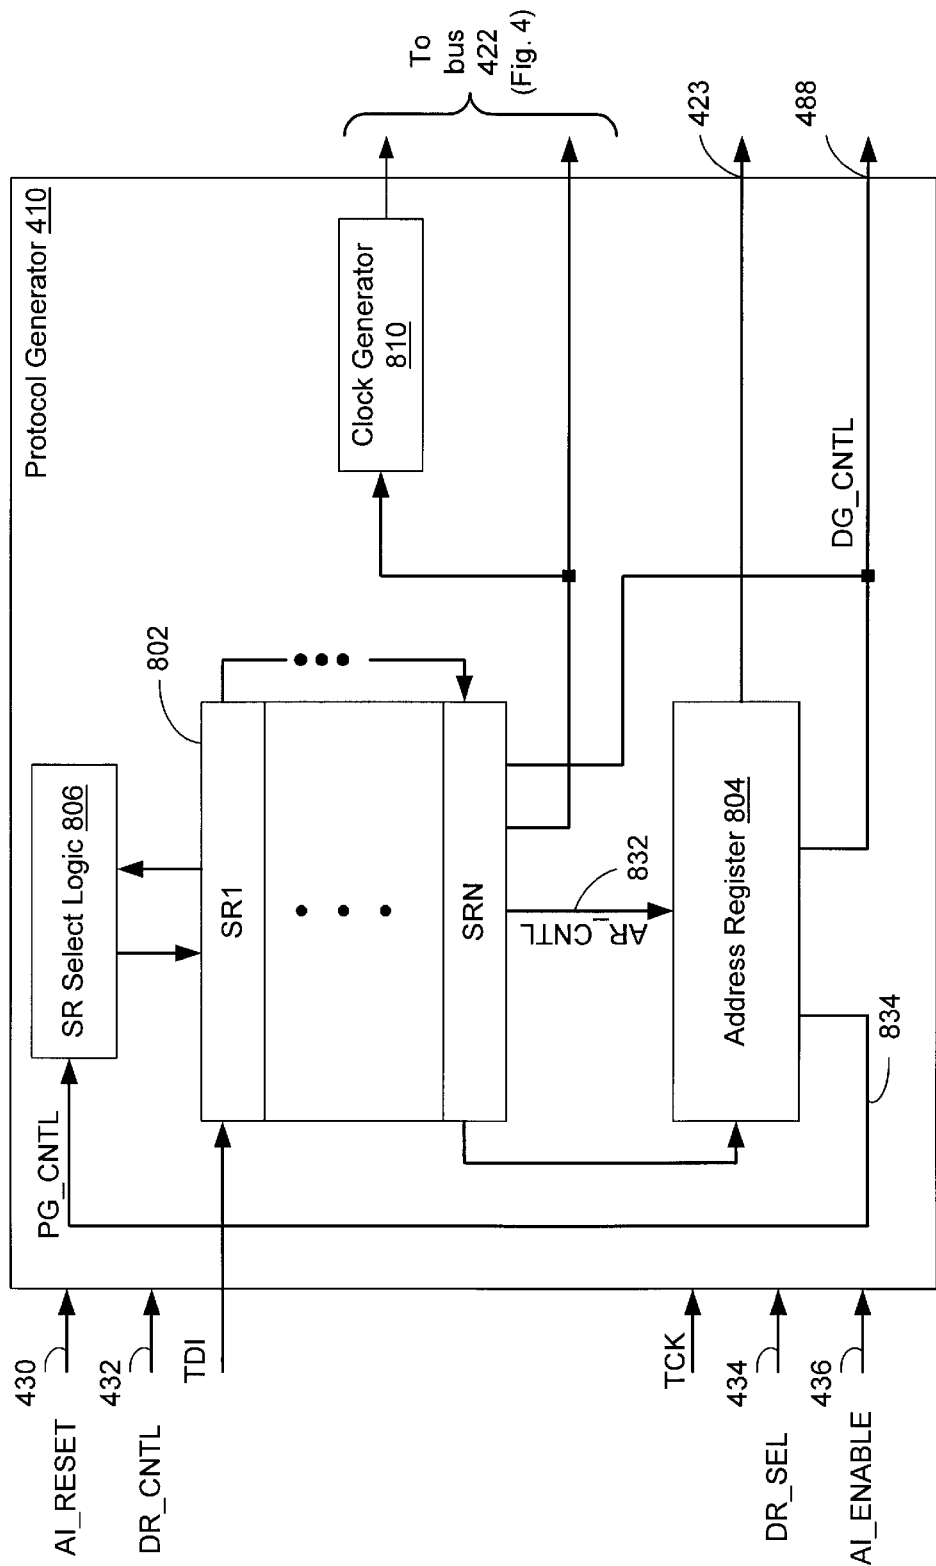 Protocol Generator 410
430
AI_RESET
432
DR_CNTL
TDI
TCK
434
DR_SEL
436
AI_ENABLE
PG_CNTL
SR Select Logic 806
802
SR1
SRN
AR_CNTL
832
Address Register 804
834
Clock Generator
810
DG_CNTL
To
bus
422
(Fig. 4)
423
488